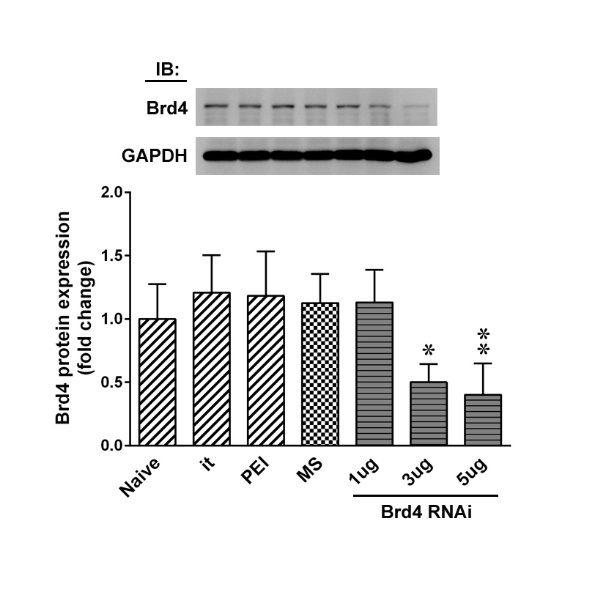 IB:
Brd4
GAPDH
Brd4 protein expression
(fold change)
2.0
1.5
1.0
0.5
0.0
*
**
Naive
it
PEI
MS
1ug
3ug
5ug
Brd4 RNAi